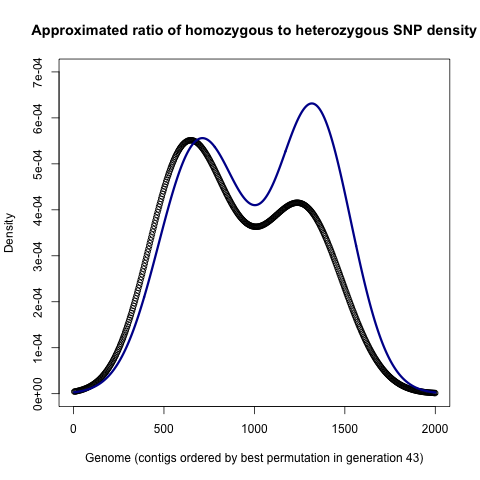 Approximated ratio of homozygous to heterozygous SNP density
7e-04
6e-04
5e-04
4e-04
3e-04
2e-04
1e-04
0e+00
Density
0 500 1000 1500 2000
Genome (contigs ordered by best permutation in generation 43)